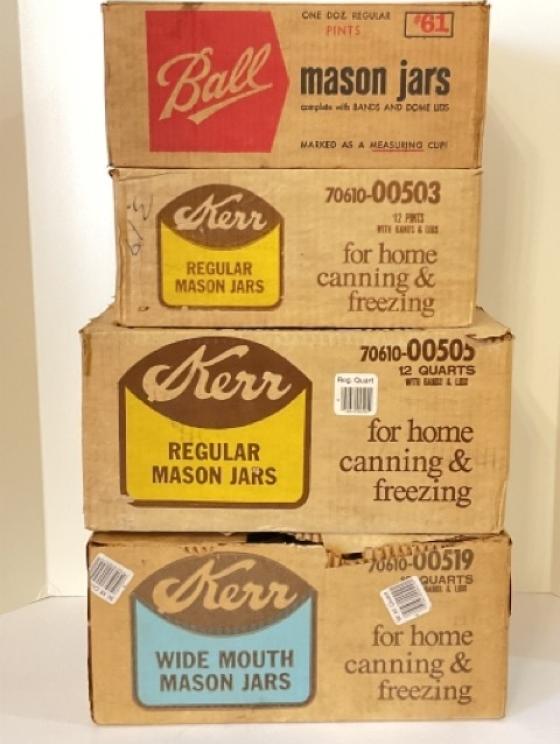 ONE DOZ. REGULAR
PINTS
#61
Ball
mason jars
complete with BANDS AND DOME LIDS
MARKED AS A MEASURING CUP!
Kerr
REGULAR
MASON JARS
70610-00503
12 PINTS
WITH BANDS & LIDS
for home
canning &
freezing
Kerr
REGULAR
MASON JARS
Reg. Quart
70610-00505
12 QUARTS
WITH BANDS & LIDS
for home
canning &
freezing
Kerr
WIDE MOUTH
MASON JARS
70610-00519
QUARTS
BANDS & LIDS
for home
canning &
freezing